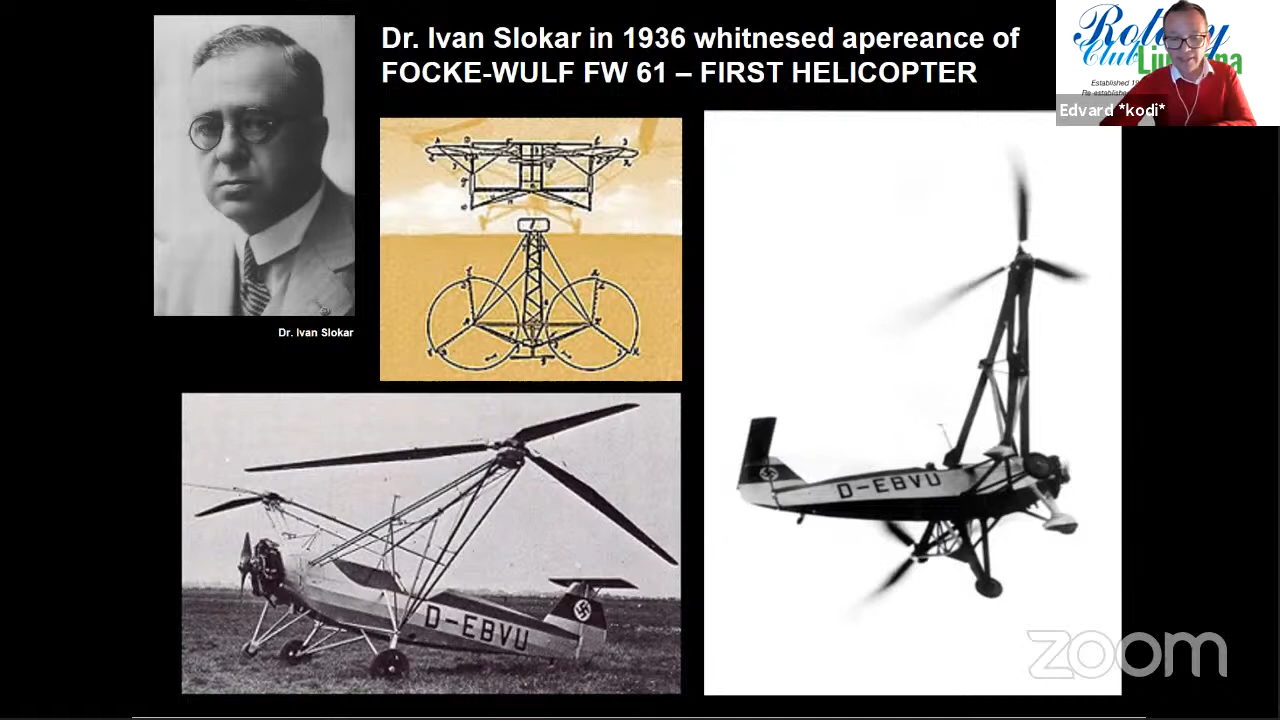 Dr. Ivan Slokar in 1936 whitnesed apereance of
FOCKE-WULF FW 61 – FIRST HELICOPTER
Edvard *kodi*
Dr. Ivan Slokar
D-EBVU
D-EBVU
zoom